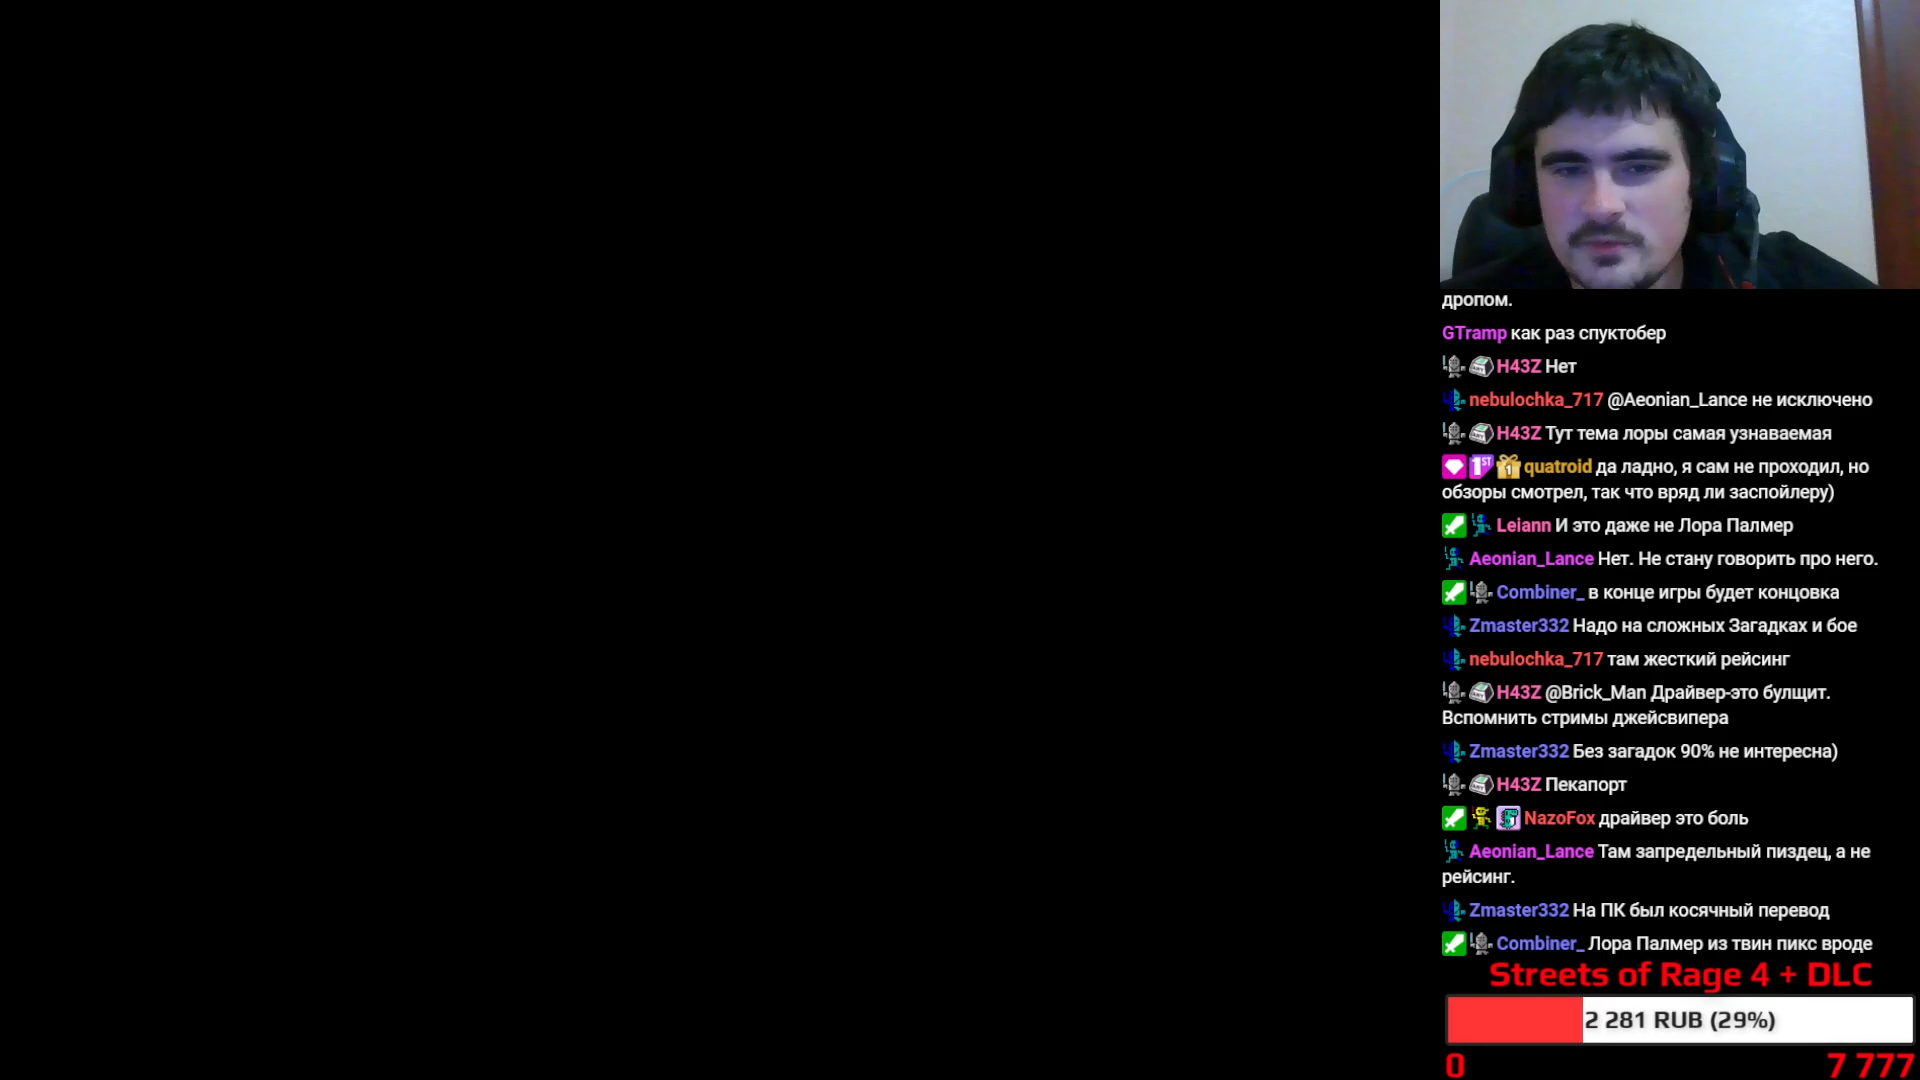 дропом.
GTramp как раз спуктобер
H43Z Нет
nebulochka_717 @Aeonian_Lance не исключено
H43Z Тут тема лоры самая узнаваемая
1ST 1 quatroid да ладно, я сам не проходил, но
обзоры смотрел, так что вряд ли заспойлеру)
Leiann И это даже не Лора Палмер
Aeonian_Lance Нет. Не стану говорить про него.
Combiner_ в конце игры будет концовка
Zmaster332 Надо на сложных Загадках и бое
nebulochka_717 там жесткий рейсинг
H43Z @Brick_Man Драйвер-это булщит.
Вспомнить стримы джейсвипера
Zmaster332 Без загадок 90% не интересна)
H43Z Пекапорт
NazoFox драйвер это боль
Aeonian_Lance Там запредельный пиздец, а не
рейсинг.
Zmaster332 На ПК был косячный перевод
Combiner_ Лора Палмер из твин пикс вроде
Streets of Rage 4 + DLC
2 281 RUB (29%)
0 7 777